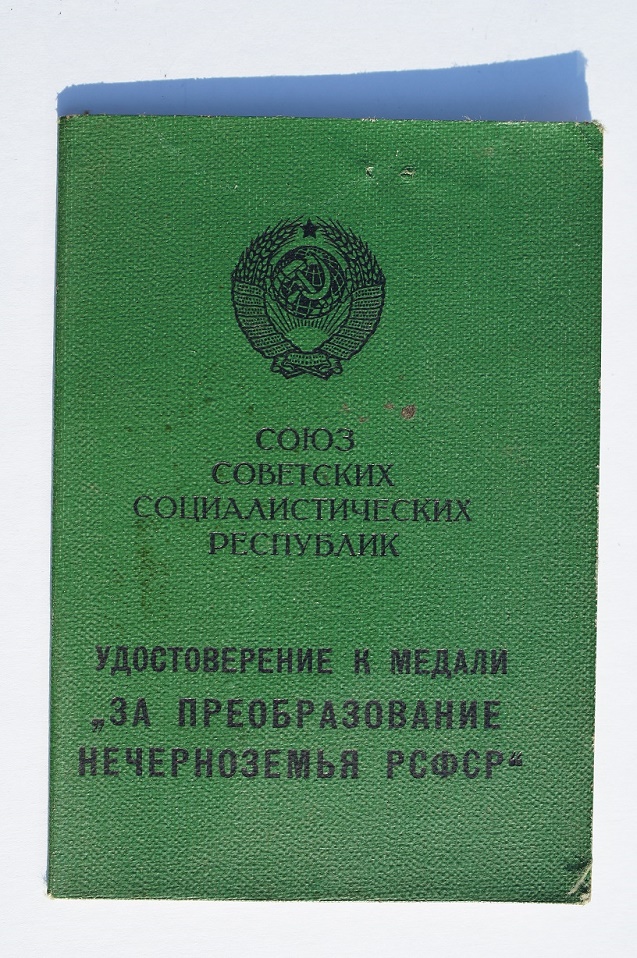 СОЮЗ
СОВЕТСКИХ
СОЦИАЛИСТИЧЕСКИХ
РЕСПУБЛИК
УДОСТОВЕРЕНИЕ К МЕДАЛИ
„ЗА ПРЕОБРАЗОВАНИЕ
НЕЧЕРНОЗЕМЬЯ РСФСР“